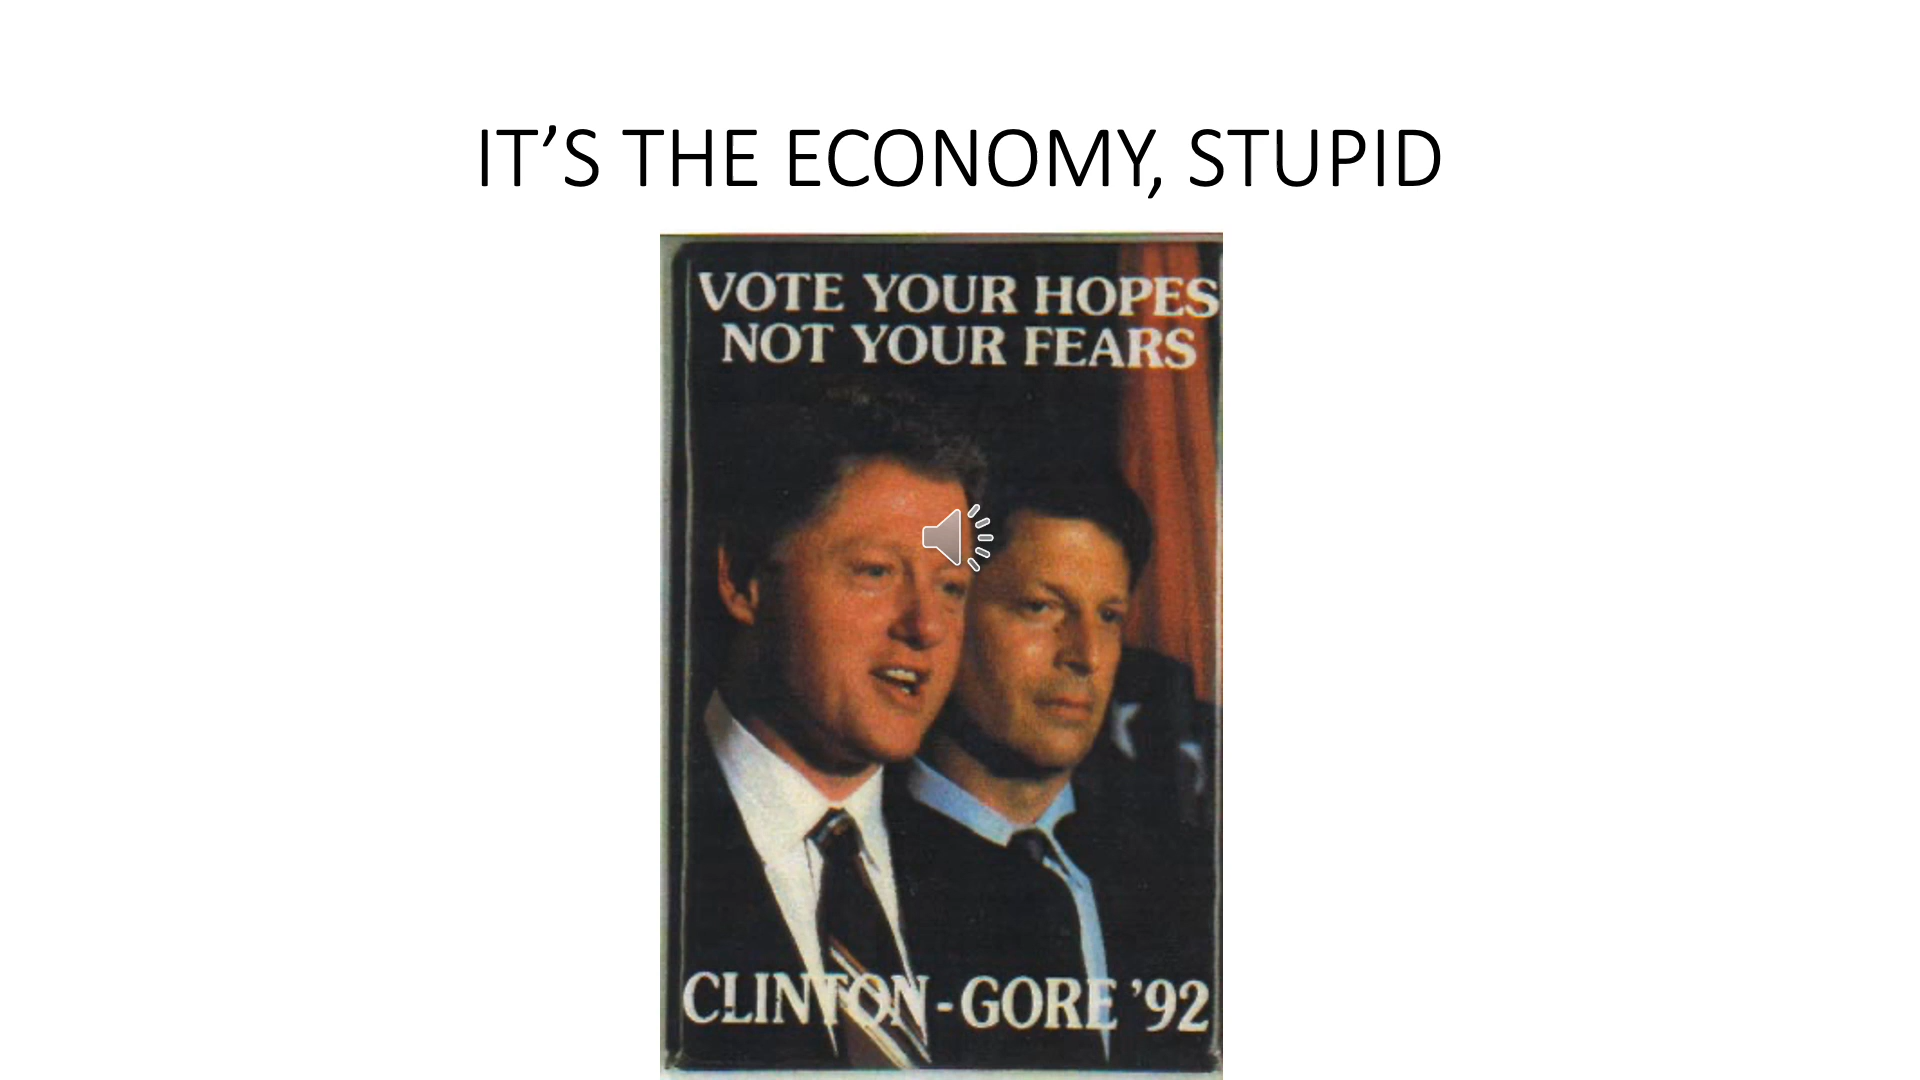 IT’S THE ECONOMY, STUPID
VOTE YOUR HOPES
NOT YOUR FEARS
CLINTON-GORE ’92